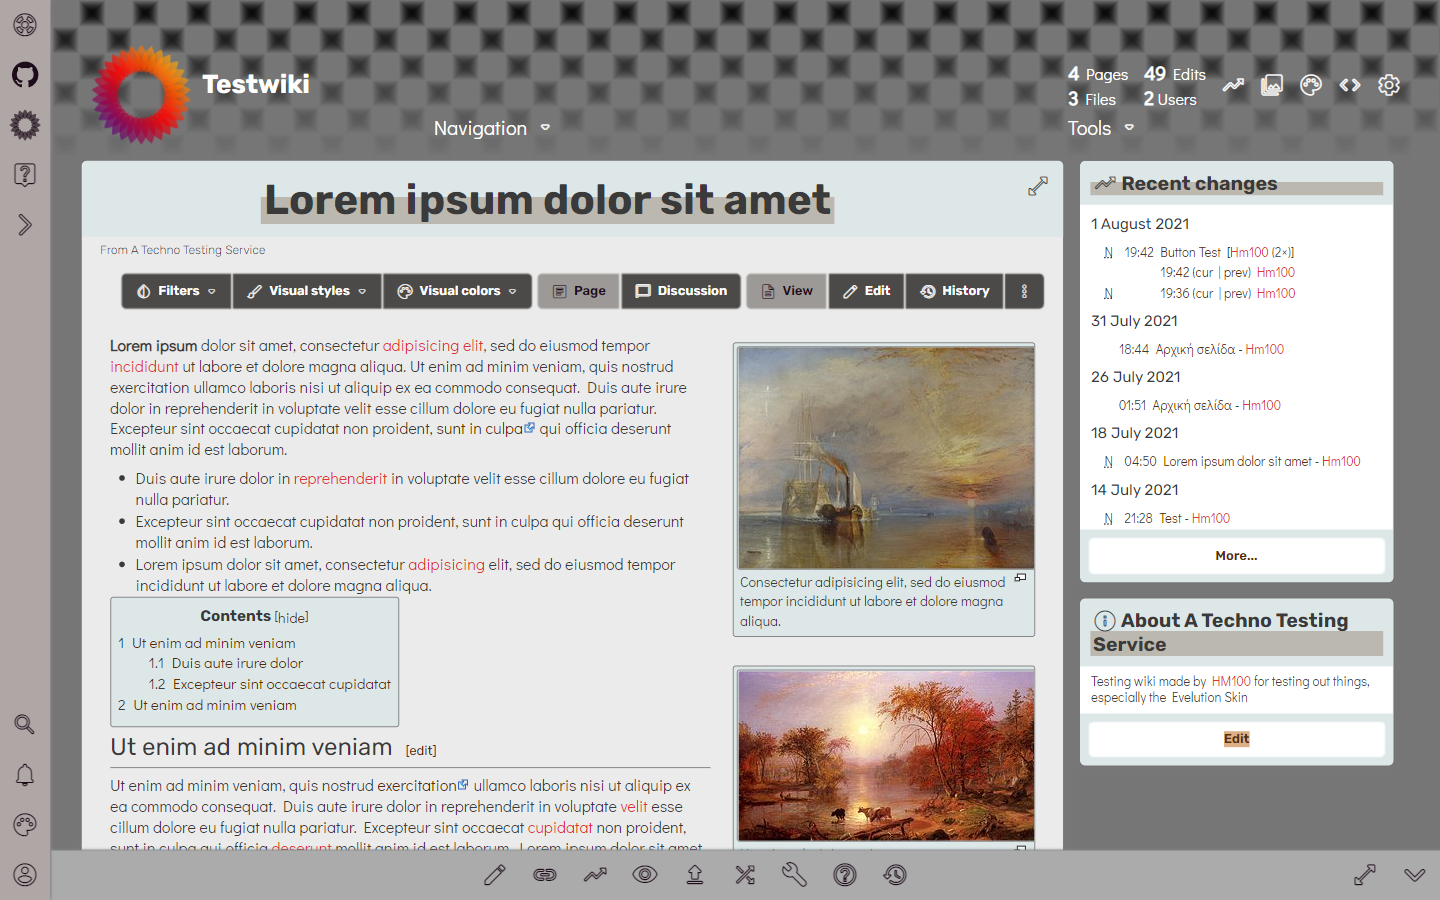 Testwiki
4 Pages 49 Edits
3 Files 2 Users
Navigation
Tools
Lorem ipsum dolor sit amet
From A Techno Testing Service
Filters Visual styles Visual colors Page Discussion View Edit History
Lorem ipsum dolor sit amet, consectetur adipisicing elit, sed do eiusmod tempor
incididunt ut labore et dolore magna aliqua. Ut enim ad minim veniam, quis nostrud
exercitation ullamco laboris nisi ut aliquip ex ea commodo consequat. Duis aute irure
dolor in reprehenderit in voluptate velit esse cillum dolore eu fugiat nulla pariatur.
Excepteur sint occaecat cupidatat non proident, sunt in culpa qui officia deserunt
mollit anim id est laborum.
Duis aute irure dolor in reprehenderit in voluptate velit esse cillum dolore eu fugiat
nulla pariatur.
Excepteur sint occaecat cupidatat non proident, sunt in culpa qui officia deserunt
mollit anim id est laborum.
Lorem ipsum dolor sit amet, consectetur adipisicing elit, sed do eiusmod tempor
incididunt ut labore et dolore magna aliqua.
Contents [hide]
1 Ut enim ad minim veniam
1.1 Duis aute irure dolor
1.2 Excepteur sint occaecat cupidatat
2 Ut enim ad minim veniam
Ut enim ad minim veniam [edit]
Ut enim ad minim veniam, quis nostrud exercitation ullamco laboris nisi ut aliquip ex
ea commodo consequat. Duis aute irure dolor in reprehenderit in voluptate velit esse
cillum dolore eu fugiat nulla pariatur. Excepteur sint occaecat cupidatat non proident,
sunt in culpa qui officia deserunt mollit anim id est laborum. Lorem ipsum dolor sit amet,
Consectetur adipisicing elit, sed do eiusmod
tempor incididunt ut labore et dolore magna
aliqua.
Recent changes
1 August 2021
N 19:42 Button Test [Hm100 (2×)]
19:42 (cur | prev) Hm100
N 19:36 (cur | prev) Hm100
31 July 2021
18:44 Αρχική σελίδα - Hm100
26 July 2021
01:51 Αρχική σελίδα - Hm100
18 July 2021
N 04:50 Lorem ipsum dolor sit amet - Hm100
14 July 2021
N 21:28 Test - Hm100
More...
About A Techno Testing
Service
Testing wiki made by HM100 for testing out things,
especially the Evelution Skin
Edit